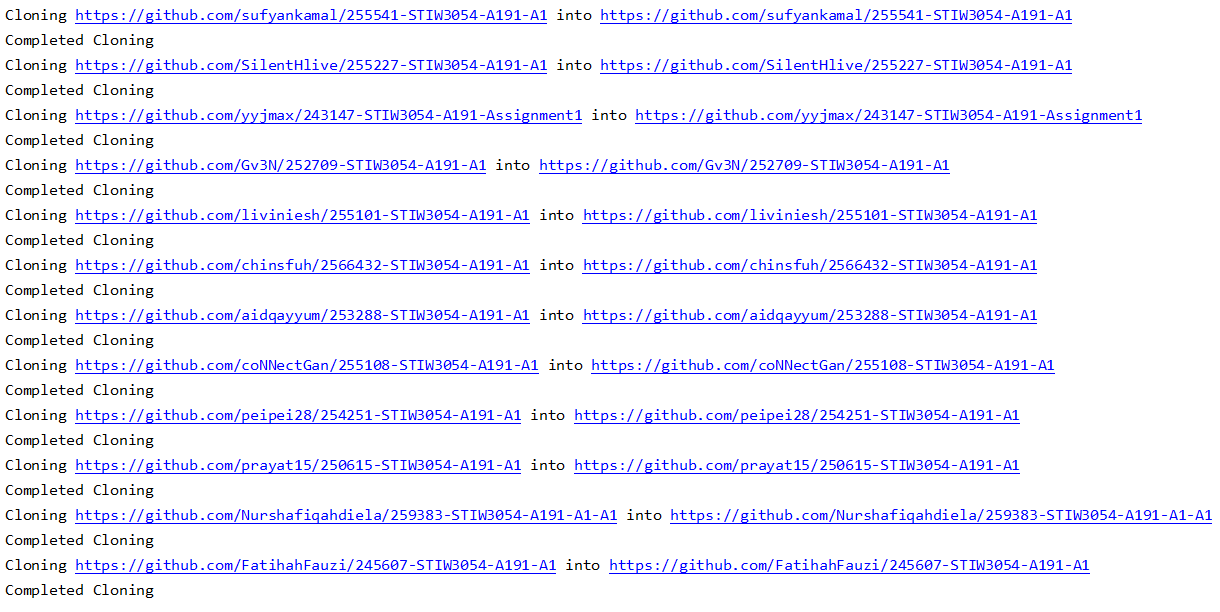 Cloning https://github.com/sufyankamal/255541-STIW3054-A191-A1 into https://github.com/sufyankamal/255541-STIW3054-A191-A1
Completed Cloning
Cloning https://github.com/SilentHlive/255227-STIW3054-A191-A1 into https://github.com/SilentHlive/255227-STIW3054-A191-A1
Completed Cloning
Cloning https://github.com/yyjmax/243147-STIW3054-A191-Assignment1 into https://github.com/yyjmax/243147-STIW3054-A191-Assignment1
Completed Cloning
Cloning https://github.com/Gv3N/252709-STIW3054-A191-A1 into https://github.com/Gv3N/252709-STIW3054-A191-A1
Completed Cloning
Cloning https://github.com/liviniesh/255101-STIW3054-A191-A1 into https://github.com/liviniesh/255101-STIW3054-A191-A1
Completed Cloning
Cloning https://github.com/chinsfuh/2566432-STIW3054-A191-A1 into https://github.com/chinsfuh/2566432-STIW3054-A191-A1
Completed Cloning
Cloning https://github.com/aidqayyum/253288-STIW3054-A191-A1 into https://github.com/aidqayyum/253288-STIW3054-A191-A1
Completed Cloning
Cloning https://github.com/coNNectGan/255108-STIW3054-A191-A1 into https://github.com/coNNectGan/255108-STIW3054-A191-A1
Completed Cloning
Cloning https://github.com/peipei28/254251-STIW3054-A191-A1 into https://github.com/peipei28/254251-STIW3054-A191-A1
Completed Cloning
Cloning https://github.com/prayat15/250615-STIW3054-A191-A1 into https://github.com/prayat15/250615-STIW3054-A191-A1
Completed Cloning
Cloning https://github.com/Nurshafiqahdiela/259383-STIW3054-A191-A1-A1 into https://github.com/Nurshafiqahdiela/259383-STIW3054-A191-A1-A1
Completed Cloning
Cloning https://github.com/FatihahFauzi/245607-STIW3054-A191-A1 into https://github.com/FatihahFauzi/245607-STIW3054-A191-A1
Completed Cloning